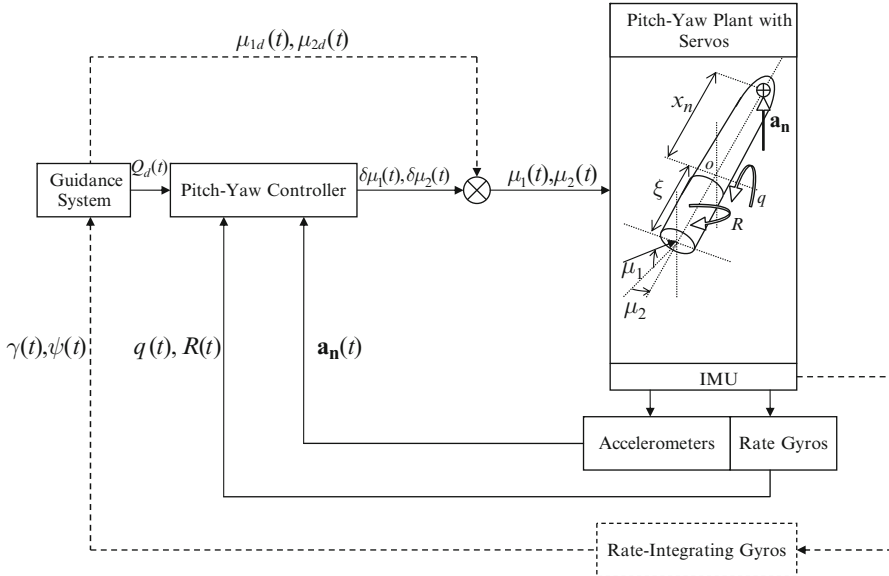 Pitch-Yaw Plant with
Servos
μ1d(t), μ2d(t)
xn
an
Qd(t)
Guidance
System
Pitch-Yaw Controller
δμ1(t),δμ2(t)
μ1(t),μ2(t)
o
ξ
q
R
μ1
μ2
γ(t),ψ(t)
q(t), R(t)
an(t)
IMU
Accelerometers
Rate Gyros
Rate-Integrating Gyros